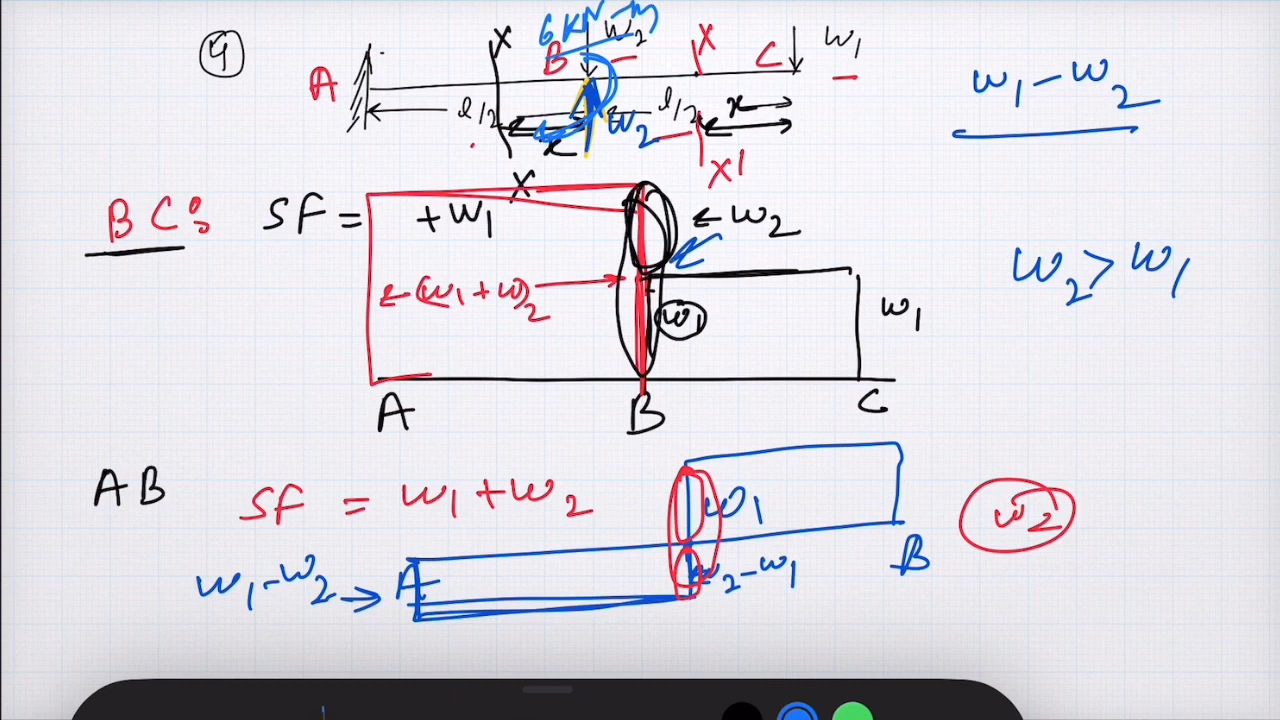 4
A
X
B
6 KN-m
W2
X
C
W1
l/2
l/2
x
x
W2
X
X1
W1 - W2
BC:
SF =
+W1
← W2
(W1 + W2)
W1
W1
W2 > W1
A
B
C
AB
SF = W1 + W2
W1
W2
W1 - W2 →
A
W2 - W1
B